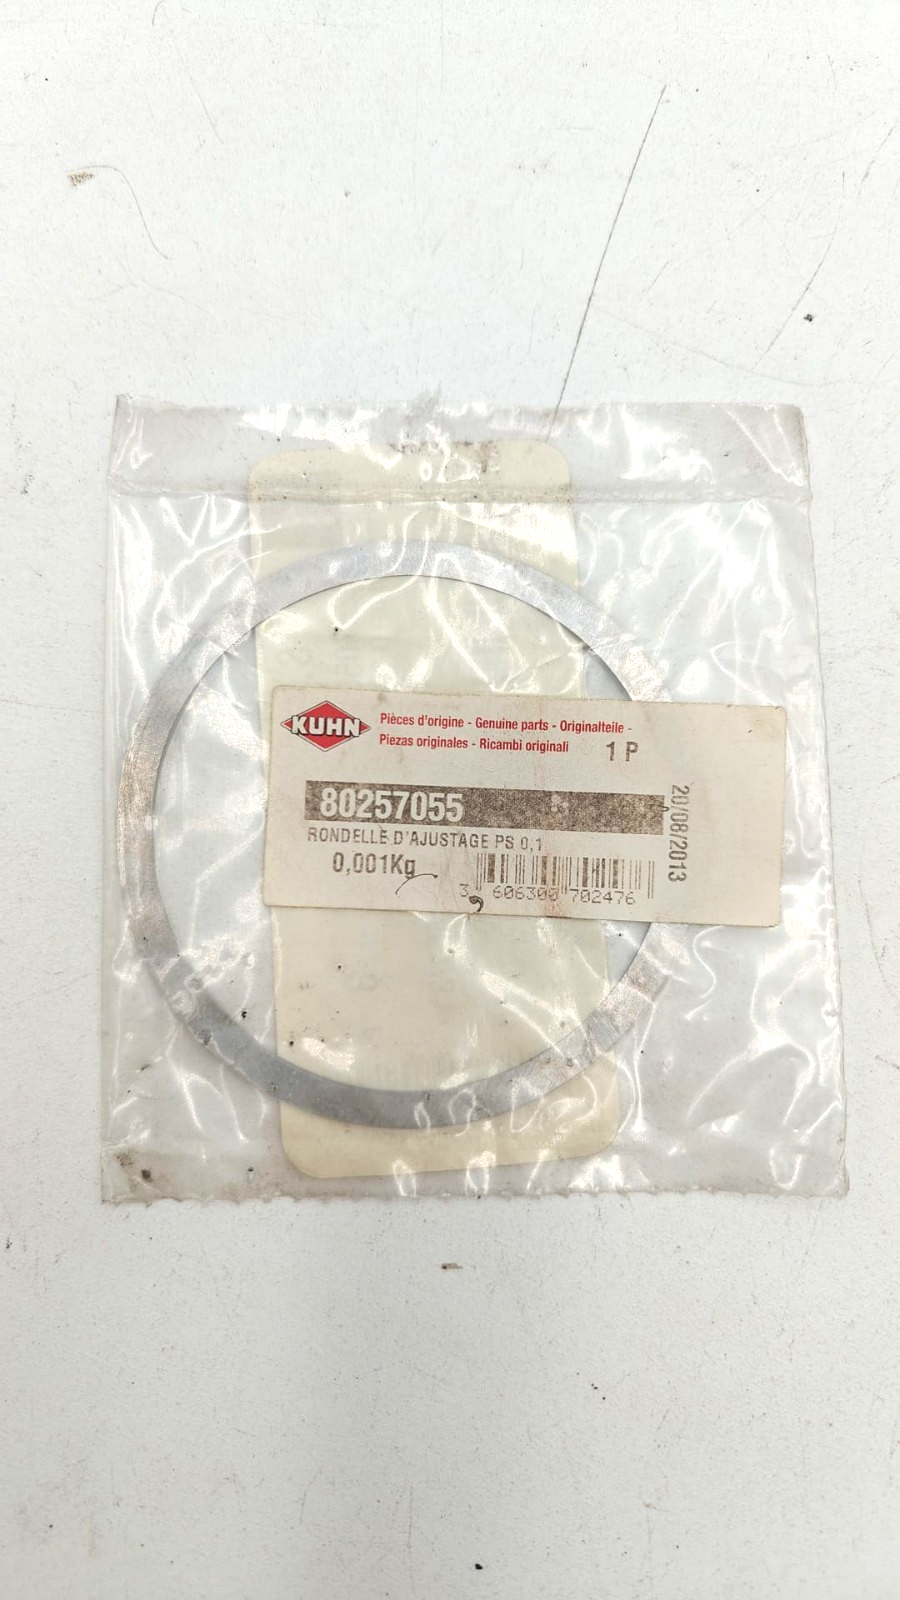 KUHN
Pièces d'origine - Genuine parts - Originalteile -
Piezas originales - Ricambi originali
1 P
80257055
RONDELLE D'AJUSTAGE PS 0,1
0,001Kg
3 606300 702476
20/08/2013